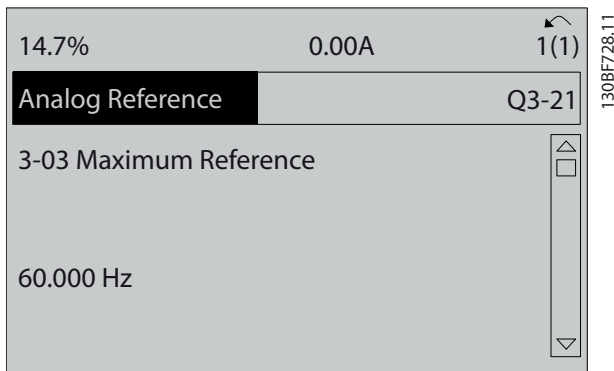 14.7% 0.00A 1(1)
Analog Reference Q3-21
3-03 Maximum Reference
60.000 Hz
130BF728.11